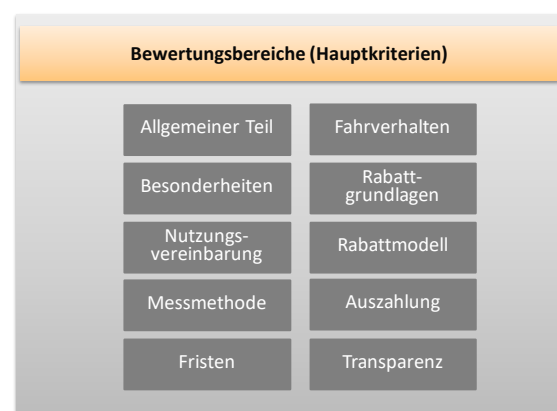 Bewertungsbereiche (Hauptkriterien)
Allgemeiner Teil
Fahrverhalten
Besonderheiten
Rabatt-
grundlagen
Nutzungs-
vereinbarung
Rabattmodell
Messmethode
Auszahlung
Fristen
Transparenz